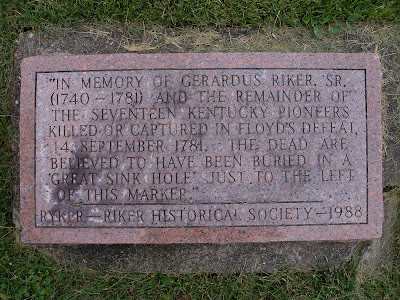 "IN MEMORY OF GERARDUS RIKER, SR.
(1740-1781) AND THE REMAINDER OF
THE SEVENTEEN KENTUCKY PIONEERS
KILLED OR CAPTURED IN FLOYD'S DEFEAT,
14 SEPTEMBER 1781. THE DEAD ARE
BELIEVED TO HAVE BEEN BURIED IN A
'GREAT SINK HOLE' JUST TO THE LEFT
OF THIS MARKER."
RYKER-RIKER HISTORICAL SOCIETY-1988